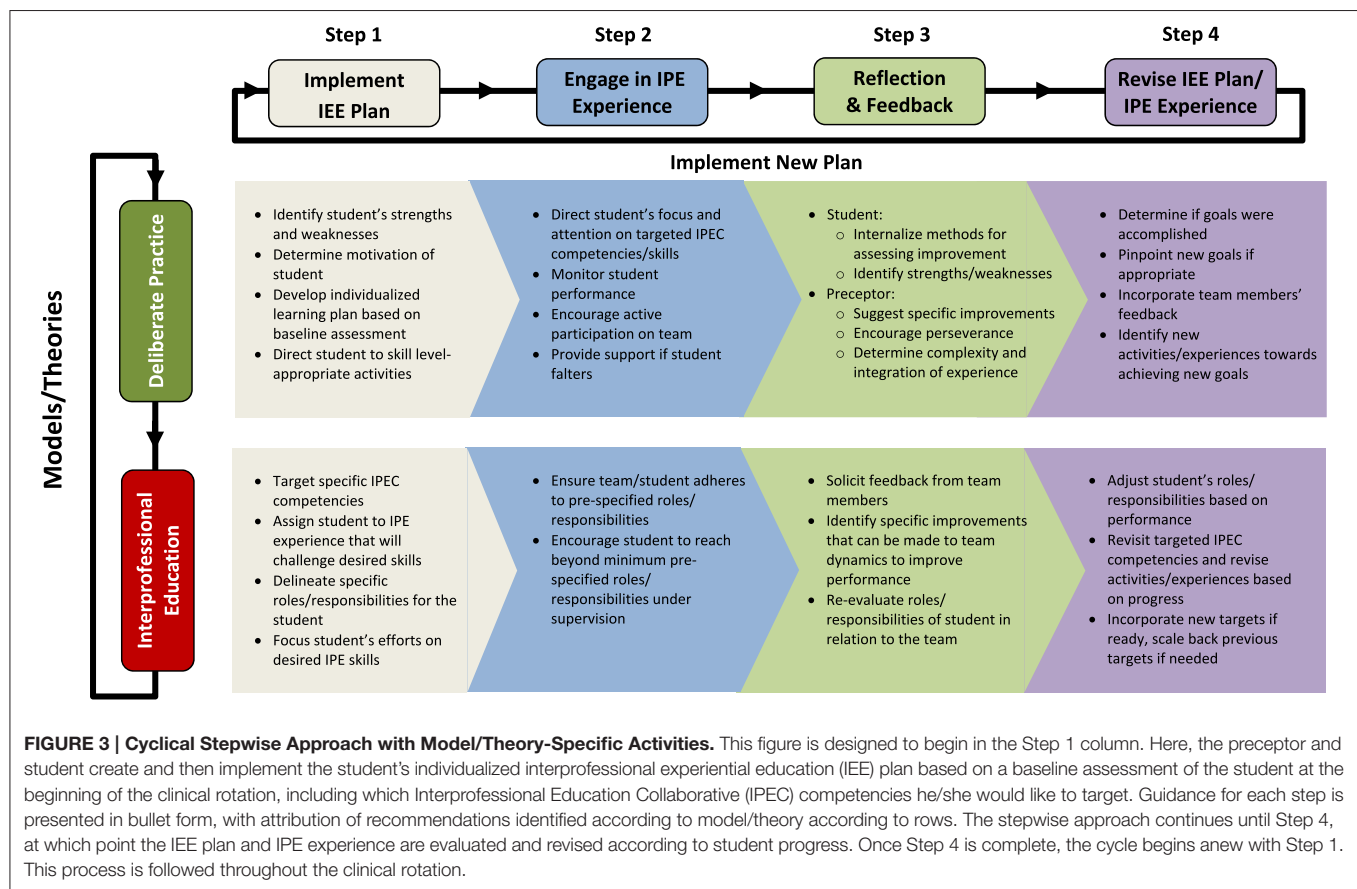 Step 1
Step 2
Step 3
Step 4
Implement
IEE Plan
Engage in IPE
Experience
Reflection
& Feedback
Revise IEE Plan/
IPE Experience
Implement New Plan
Models/Theories
Deliberate Practice
• Identify student's strengths
and weaknesses
• Determine motivation of
student
• Develop individualized
learning plan based on
baseline assessment
• Direct student to skill level-
appropriate activities
• Direct student's focus and
attention on targeted IPEC
competencies/skills
• Monitor student
performance
• Encourage active
participation on team
• Provide support if student
falters
• Student:
o Internalize methods for
assessing improvement
o Identify strengths/weaknesses
• Preceptor:
o Suggest specific improvements
o Encourage perseverance
o Determine complexity and
integration of experience
• Determine if goals were
accomplished
• Pinpoint new goals if
appropriate
• Incorporate team members'
feedback
• Identify new
activities/experiences towards
achieving new goals
Interprofessional
Education
• Target specific IPEC
competencies
• Assign student to IPE
experience that will
challenge desired skills
• Delineate specific
roles/responsibilities for the
student
• Focus student's efforts on
desired IPE skills
• Ensure team/student adheres
to pre-specified roles/
responsibilities
• Encourage student to reach
beyond minimum pre-
specified roles/
responsibilities under
supervision
• Solicit feedback from team
members
• Identify specific improvements
that can be made to team
dynamics to improve
performance
• Re-evaluate roles/
responsibilities of student in
relation to the team
• Adjust student's roles/
responsibilities based on
performance
• Revisit targeted IPEC
competencies and revise
activities/experiences based
on progress
• Incorporate new targets if
ready, scale back previous
targets if needed
FIGURE 3 | Cyclical Stepwise Approach with Model/Theory-Specific Activities. This figure is designed to begin in the Step 1 column. Here, the preceptor and
student create and then implement the student's individualized interprofessional experiential education (IEE) plan based on a baseline assessment of the student at the
beginning of the clinical rotation, including which Interprofessional Education Collaborative (IPEC) competencies he/she would like to target. Guidance for each step is
presented in bullet form, with attribution of recommendations identified according to model/theory according to rows. The stepwise approach continues until Step 4,
at which point the IEE plan and IPE experience are evaluated and revised according to student progress. Once Step 4 is complete, the cycle begins anew with Step 1.
This process is followed throughout the clinical rotation.